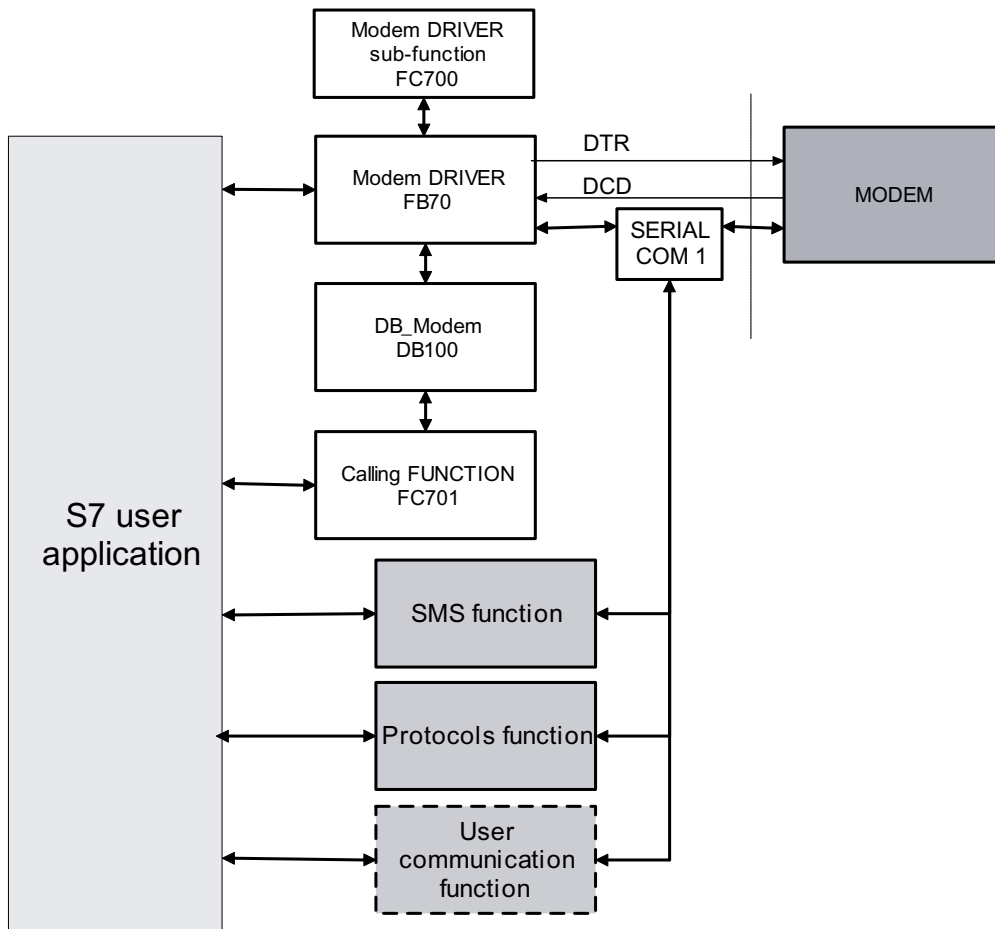 Modem DRIVER
sub-function
FC700
Modem DRIVER
FB70
DTR
DCD
SERIAL
COM 1
MODEM
DB_Modem
DB100
Calling FUNCTION
FC701
S7 user
application
SMS function
Protocols function
User
communication
function